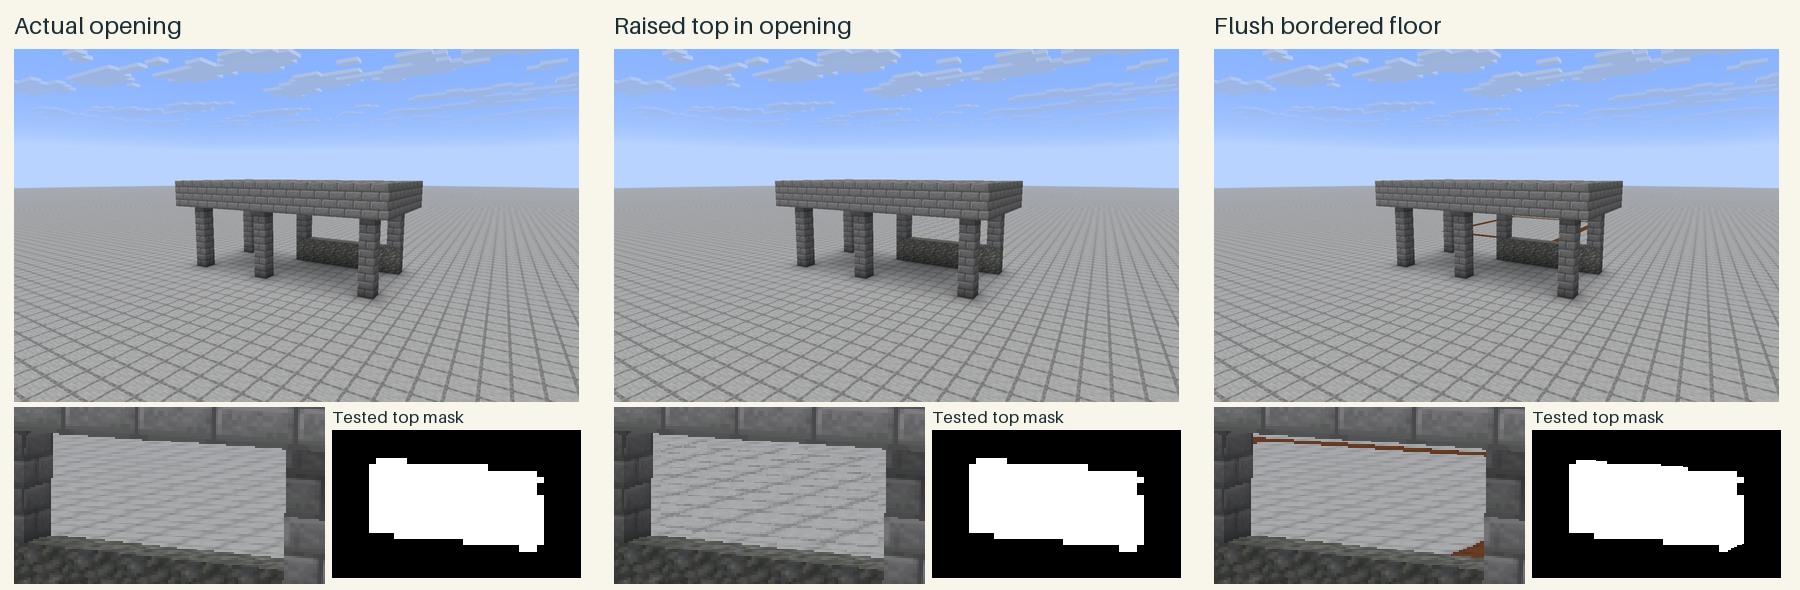 Actual opening
Raised top in opening
Flush bordered floor
Tested top mask
Tested top mask
Tested top mask